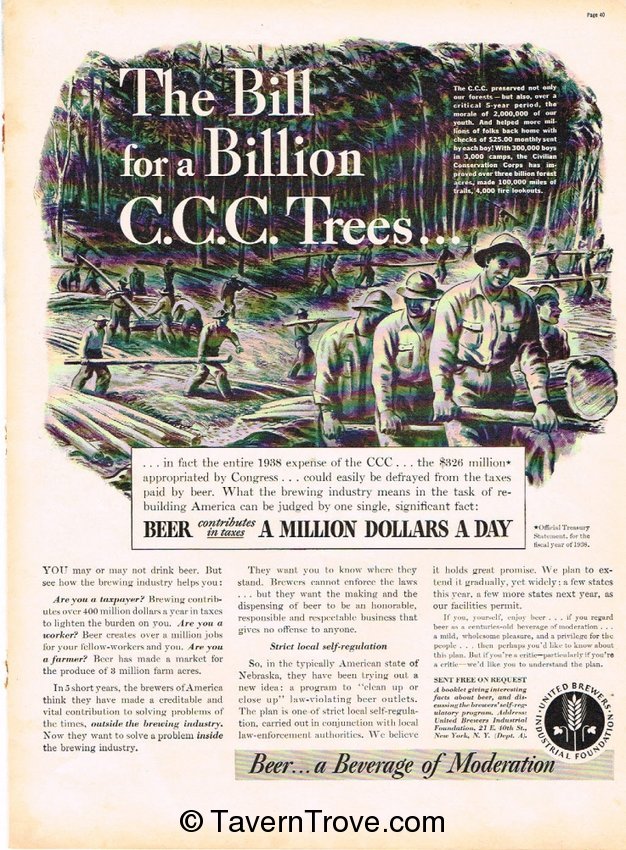 Page 40
The Bill
for a Billion
C.C.C. Trees...
The C.C.C. preserved not only
our forests—but also, over a
critical 5-year period, the
morale of 2,000,000 of our
youth. And helped more mil-
lions of folks back home with
checks of $25.00 monthly sent
by each boy! With 300,000 boys
in 3,000 camps, the Civilian
Conservation Corps has im-
proved over three billion forest
acres, made 100,000 miles of
trails, 4,000 fire lookouts.
. . . in fact the entire 1938 expense of the CCC . . . the $326 million*
appropriated by Congress . . . could easily be defrayed from the taxes
paid by beer. What the brewing industry means in the task of re-
building America can be judged by one single, significant fact:
BEER contributes in taxes A MILLION DOLLARS A DAY
*Official Treasury
Statement, for the
fiscal year of 1938.
YOU may or may not drink beer. But
see how the brewing industry helps you:
Are you a taxpayer? Brewing contrib-
utes over 400 million dollars a year in taxes
to lighten the burden on you. Are you a
worker? Beer creates over a million jobs
for your fellow-workers and you. Are you
a farmer? Beer has made a market for
the produce of 3 million farm acres.
In 5 short years, the brewers of America
think they have made a creditable and
vital contribution to solving problems of
the times, outside the brewing industry.
Now they want to solve a problem inside
the brewing industry.
They want you to know where they
stand. Brewers cannot enforce the laws
. . . but they want the making and the
dispensing of beer to be an honorable,
responsible and respectable business that
gives no offense to anyone.
Strict local self-regulation
So, in the typically American state of
Nebraska, they have been trying out a
new idea: a program to "clean up or
close up" law-violating beer outlets.
The plan is one of strict local self-regula-
tion, carried out in conjunction with local
law-enforcement authorities. We believe
it holds great promise. We plan to ex-
tend it gradually, yet widely: a few states
this year, a few more states next year, as
our facilities permit.
If you, yourself, enjoy beer . . . if you regard
beer as a centuries-old beverage of moderation . . .
a mild, wholesome pleasure, and a privilege for the
people . . . then perhaps you'd like to know about
this plan. But if you're a critic—particularly if you're
a critic—we'd like you to understand the plan.
SENT FREE ON REQUEST
A booklet giving interesting
facts about beer, and dis-
cussing the brewers' self-reg-
ulatory program. Address:
United Brewers Industrial
Foundation, 21 E. 40th St.,
New York, N. Y. (Dept. A).
UNITED BREWERS
INDUSTRIAL FOUNDATION
Beer...a Beverage of Moderation
© TavernTrove.com